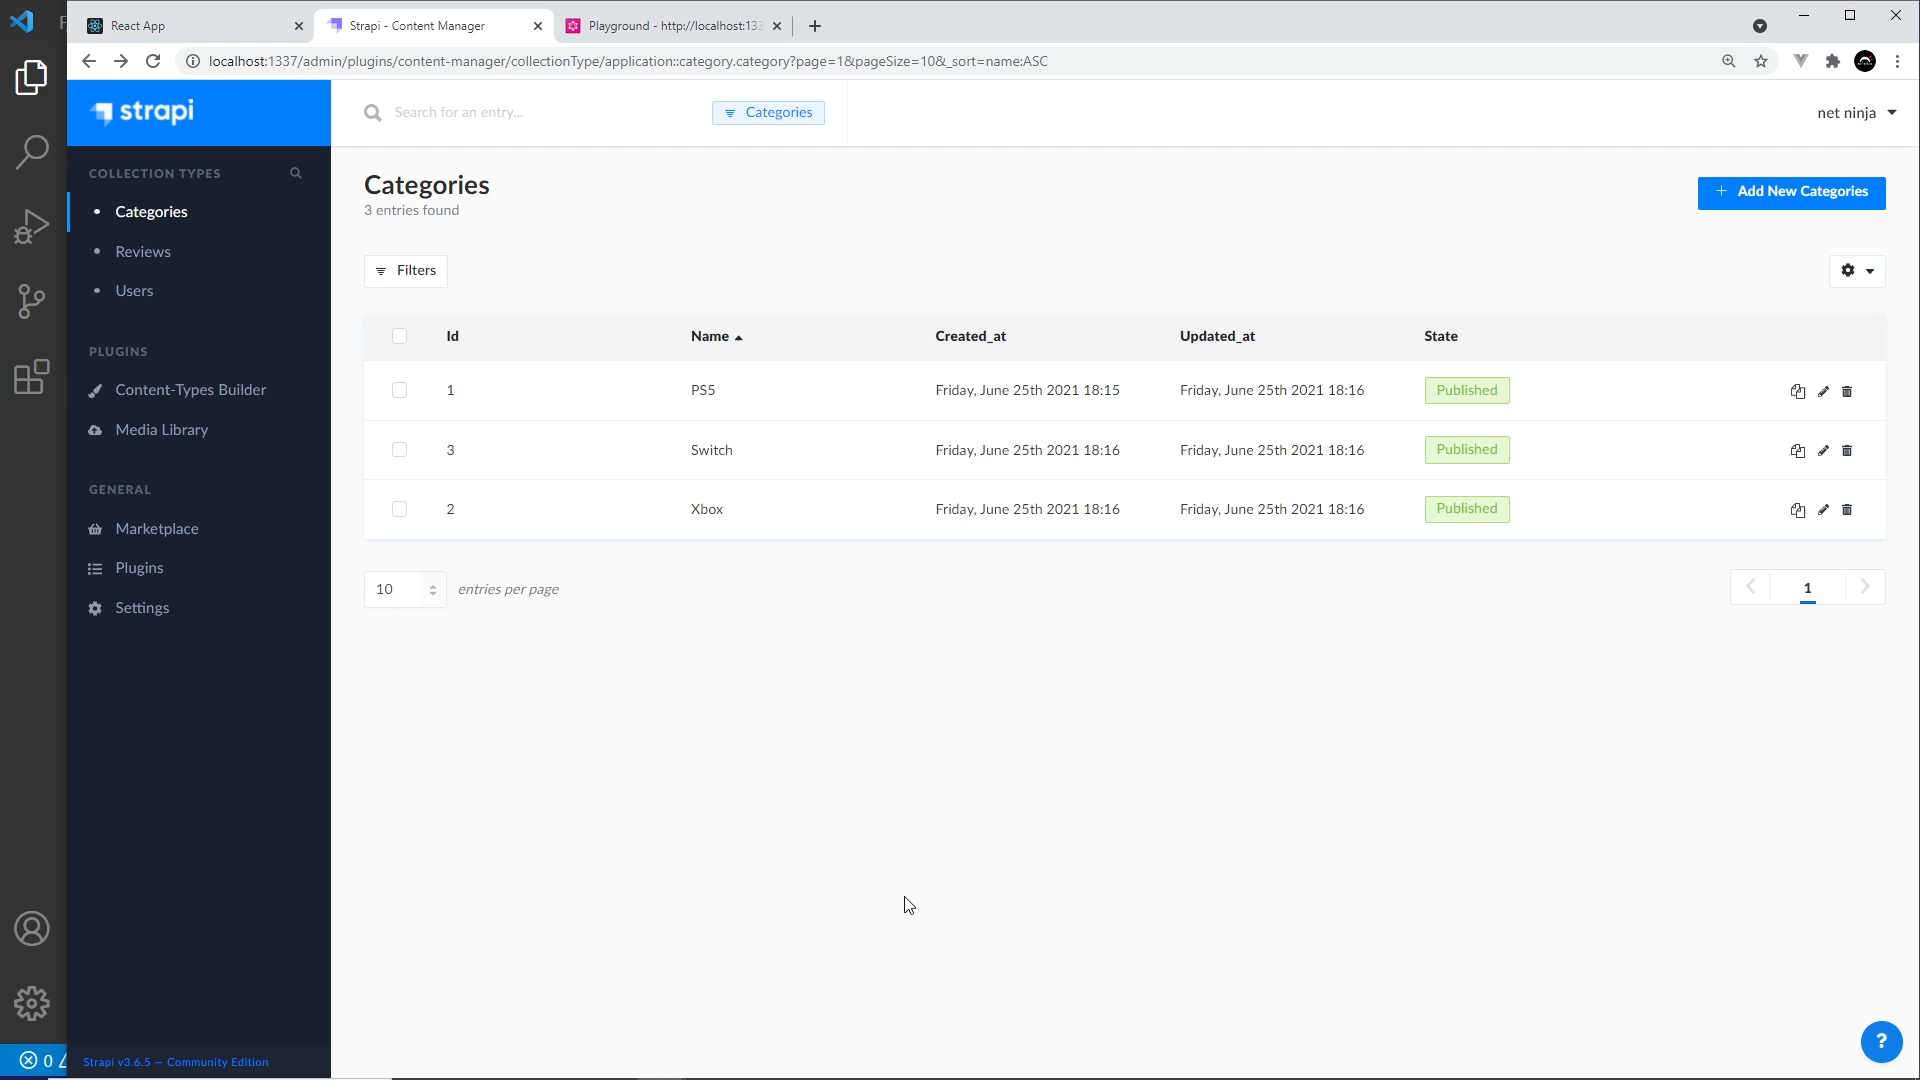 React App
Strapi - Content Manager
Playground - http://localhost:133
localhost:1337/admin/plugins/content-manager/collectionType/application::category.category?page=1&pageSize=10&_sort=name:ASC
strapi
Search for an entry...
Categories
net ninja
COLLECTION TYPES
Categories
Reviews
Users
PLUGINS
Content-Types Builder
Media Library
GENERAL
Marketplace
Plugins
Settings
Strapi v3.6.5 — Community Edition
Categories
3 entries found
+ Add New Categories
Filters
Id Name Created_at Updated_at State
1 PS5 Friday, June 25th 2021 18:15 Friday, June 25th 2021 18:16 Published
3 Switch Friday, June 25th 2021 18:16 Friday, June 25th 2021 18:16 Published
2 Xbox Friday, June 25th 2021 18:16 Friday, June 25th 2021 18:16 Published
10 entries per page
1
?
0